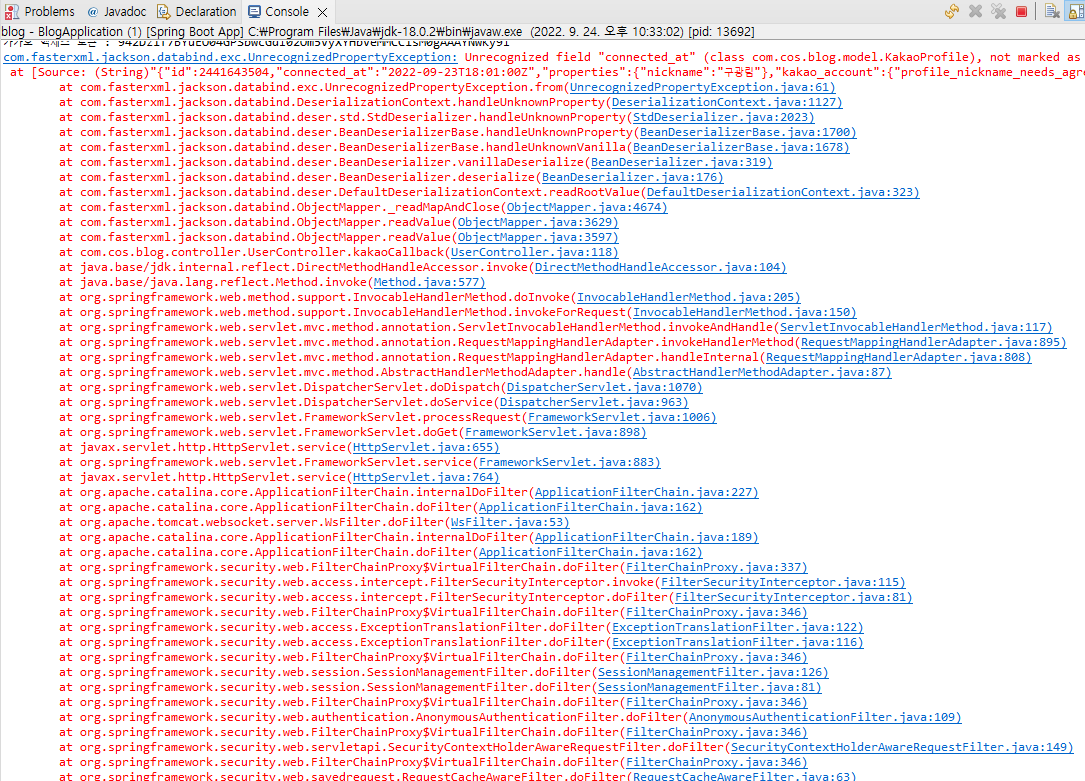 Problems @ Javadoc Declaration Console
blog - BlogApplication (1) [Spring Boot App] C:₩Program Files₩Java₩jdk-18.0.2₩bin₩javaw.exe (2022. 9. 24. 오후 10:33:02) [pid: 13692]
com.fasterxml.jackson.databind.exc.UnrecognizedPropertyException: Unrecognized field "connected_at" (class com.cos.blog.model.KakaoProfile), not marked as
at [Source: (String)"{"id":2441643504,"connected_at":"2022-09-23T18:01:00Z","properties":{"nickname":"구광림"},"kakao_account":{"profile_nickname_needs_agre
at com.fasterxml.jackson.databind.exc.UnrecognizedPropertyException.from(UnrecognizedPropertyException.java:61)
at com.fasterxml.jackson.databind.DeserializationContext.handleUnknownProperty(DeserializationContext.java:1127)
at com.fasterxml.jackson.databind.deser.std.StdDeserializer.handleUnknownProperty(StdDeserializer.java:2023)
at com.fasterxml.jackson.databind.deser.BeanDeserializerBase.handleUnknownProperty(BeanDeserializerBase.java:1700)
at com.fasterxml.jackson.databind.deser.BeanDeserializerBase.handleUnknownVanilla(BeanDeserializerBase.java:1678)
at com.fasterxml.jackson.databind.deser.BeanDeserializer.vanillaDeserialize(BeanDeserializer.java:319)
at com.fasterxml.jackson.databind.deser.BeanDeserializer.deserialize(BeanDeserializer.java:176)
at com.fasterxml.jackson.databind.deser.DefaultDeserializationContext.readRootValue(DefaultDeserializationContext.java:323)
at com.fasterxml.jackson.databind.ObjectMapper._readMapAndClose(ObjectMapper.java:4674)
at com.fasterxml.jackson.databind.ObjectMapper.readValue(ObjectMapper.java:3629)
at com.fasterxml.jackson.databind.ObjectMapper.readValue(ObjectMapper.java:3597)
at com.cos.blog.controller.UserController.kakaoCallback(UserController.java:118)
at java.base/jdk.internal.reflect.DirectMethodHandleAccessor.invoke(DirectMethodHandleAccessor.java:104)
at java.base/java.lang.reflect.Method.invoke(Method.java:577)
at org.springframework.web.method.support.InvocableHandlerMethod.doInvoke(InvocableHandlerMethod.java:205)
at org.springframework.web.method.support.InvocableHandlerMethod.invokeForRequest(InvocableHandlerMethod.java:150)
at org.springframework.web.servlet.mvc.method.annotation.ServletInvocableHandlerMethod.invokeAndHandle(ServletInvocableHandlerMethod.java:117)
at org.springframework.web.servlet.mvc.method.annotation.RequestMappingHandlerAdapter.invokeHandlerMethod(RequestMappingHandlerAdapter.java:895)
at org.springframework.web.servlet.mvc.method.annotation.RequestMappingHandlerAdapter.handleInternal(RequestMappingHandlerAdapter.java:808)
at org.springframework.web.servlet.mvc.method.AbstractHandlerMethodAdapter.handle(AbstractHandlerMethodAdapter.java:87)
at org.springframework.web.servlet.DispatcherServlet.doDispatch(DispatcherServlet.java:1070)
at org.springframework.web.servlet.DispatcherServlet.doService(DispatcherServlet.java:963)
at org.springframework.web.servlet.FrameworkServlet.processRequest(FrameworkServlet.java:1006)
at org.springframework.web.servlet.FrameworkServlet.doGet(FrameworkServlet.java:898)
at javax.servlet.http.HttpServlet.service(HttpServlet.java:655)
at org.springframework.web.servlet.FrameworkServlet.service(FrameworkServlet.java:883)
at javax.servlet.http.HttpServlet.service(HttpServlet.java:764)
at org.apache.catalina.core.ApplicationFilterChain.internalDoFilter(ApplicationFilterChain.java:227)
at org.apache.catalina.core.ApplicationFilterChain.doFilter(ApplicationFilterChain.java:162)
at org.apache.tomcat.websocket.server.WsFilter.doFilter(WsFilter.java:53)
at org.apache.catalina.core.ApplicationFilterChain.internalDoFilter(ApplicationFilterChain.java:189)
at org.apache.catalina.core.ApplicationFilterChain.doFilter(ApplicationFilterChain.java:162)
at org.springframework.security.web.FilterChainProxy$VirtualFilterChain.doFilter(FilterChainProxy.java:337)
at org.springframework.security.web.access.intercept.FilterSecurityInterceptor.invoke(FilterSecurityInterceptor.java:115)
at org.springframework.security.web.access.intercept.FilterSecurityInterceptor.doFilter(FilterSecurityInterceptor.java:81)
at org.springframework.security.web.FilterChainProxy$VirtualFilterChain.doFilter(FilterChainProxy.java:346)
at org.springframework.security.web.access.ExceptionTranslationFilter.doFilter(ExceptionTranslationFilter.java:122)
at org.springframework.security.web.access.ExceptionTranslationFilter.doFilter(ExceptionTranslationFilter.java:116)
at org.springframework.security.web.FilterChainProxy$VirtualFilterChain.doFilter(FilterChainProxy.java:346)
at org.springframework.security.web.session.SessionManagementFilter.doFilter(SessionManagementFilter.java:126)
at org.springframework.security.web.session.SessionManagementFilter.doFilter(SessionManagementFilter.java:81)
at org.springframework.security.web.FilterChainProxy$VirtualFilterChain.doFilter(FilterChainProxy.java:346)
at org.springframework.security.web.authentication.AnonymousAuthenticationFilter.doFilter(AnonymousAuthenticationFilter.java:109)
at org.springframework.security.web.FilterChainProxy$VirtualFilterChain.doFilter(FilterChainProxy.java:346)
at org.springframework.security.web.servletapi.SecurityContextHolderAwareRequestFilter.doFilter(SecurityContextHolderAwareRequestFilter.java:149)
at org.springframework.security.web.FilterChainProxy$VirtualFilterChain.doFilter(FilterChainProxy.java:346)
at org.springframework.security.web.savedrequest.RequestCacheAwareFilter.doFilter(RequestCacheAwareFilter.java:63)